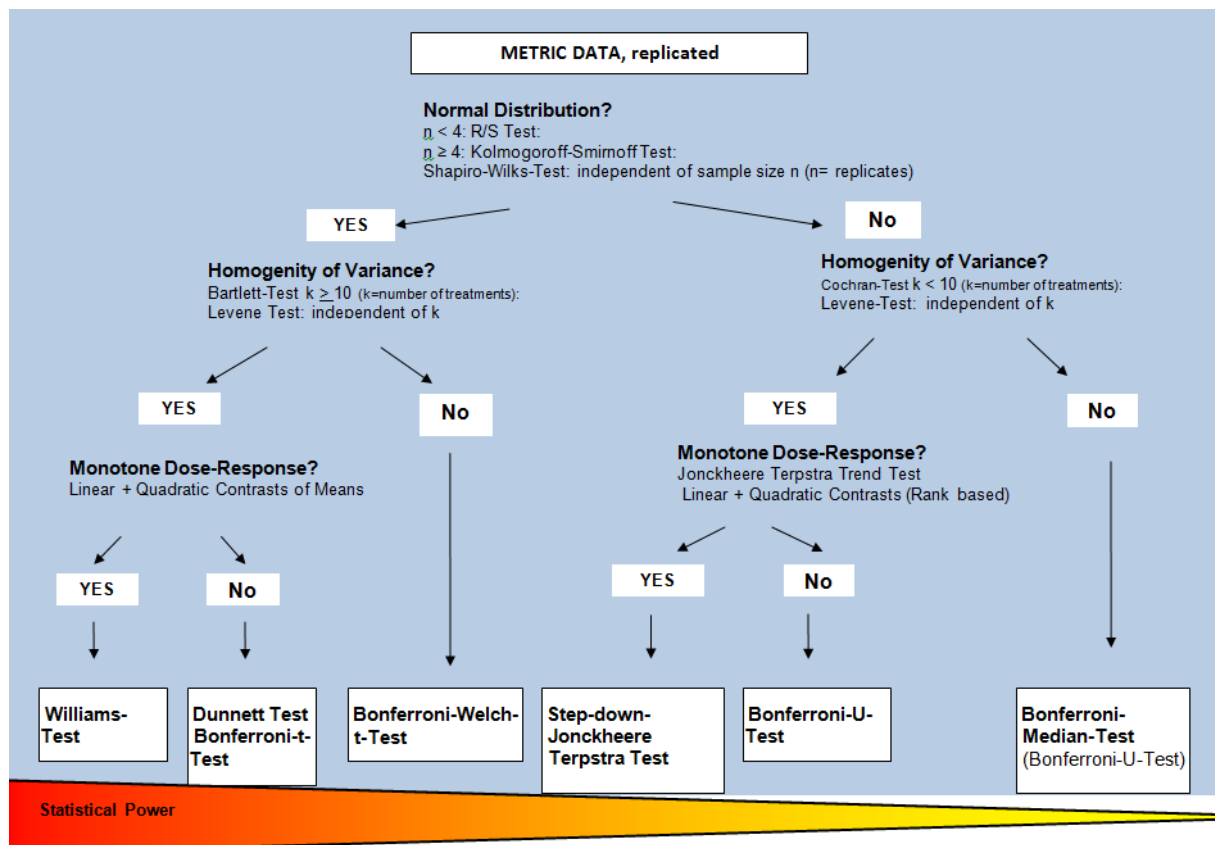 METRIC DATA, replicated
Normal Distribution?
n < 4: R/S Test:
n ≥ 4: Kolmogoroff-Smirnoff Test:
Shapiro-Wilks-Test: independent of sample size n (n= replicates)
YES
No
Homogenity of Variance?
Bartlett-Test k ≥ 10 (k=number of treatments):
Levene Test: independent of k
Homogenity of Variance?
Cochran-Test k < 10 (k=number of treatments):
Levene-Test: independent of k
YES
No
YES
No
Monotone Dose-Response?
Linear + Quadratic Contrasts of Means
Monotone Dose-Response?
Jonckheere Terpstra Trend Test
Linear + Quadratic Contrasts (Rank based)
YES
No
YES
No
Williams-
Test
Dunnett Test
Bonferroni-t-
Test
Bonferroni-Welch-
t-Test
Step-down-
Jonckheere
Terpstra Test
Bonferroni-U-
Test
Bonferroni-
Median-Test
(Bonferroni-U-Test)
Statistical Power